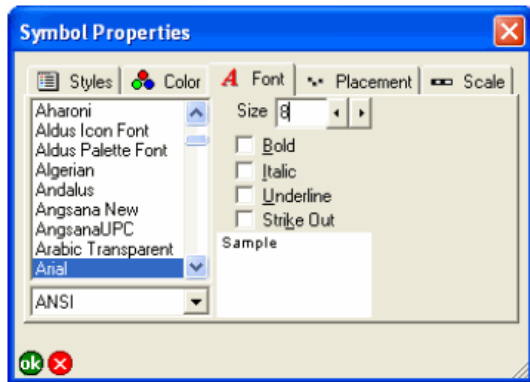 Symbol Properties
Styles Color A Font Placement Scale
Aharoni
Aldus Icon Font
Aldus Palette Font
Algerian
Andalus
Angsana New
AngsanaUPC
Arabic Transparent
Arial
ANSI
Size 8
Bold
Italic
Underline
Strike Out
Sample
ok